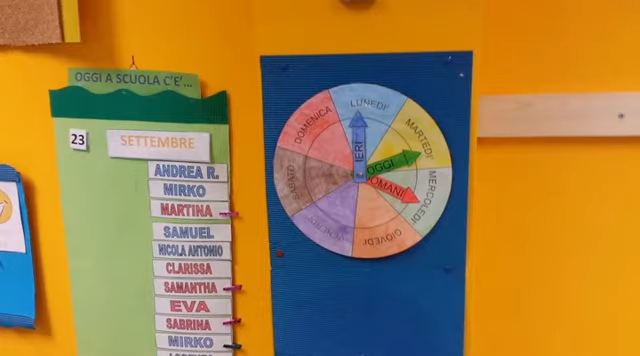 OGGI A SCUOLA C'E'...
23
SETTEMBRE
ANDREA R.
MIRKO
MARTINA
SAMUEL
NICOLA ANTONIO
CLARISSA
SAMANTHA
EVA
SABRINA
MIRKO
LUNEDI'
MARTEDI'
MERCOLEDI'
GIOVEDI'
VENERDI'
SABATO
DOMENICA
IERI
OGGI
DOMANI